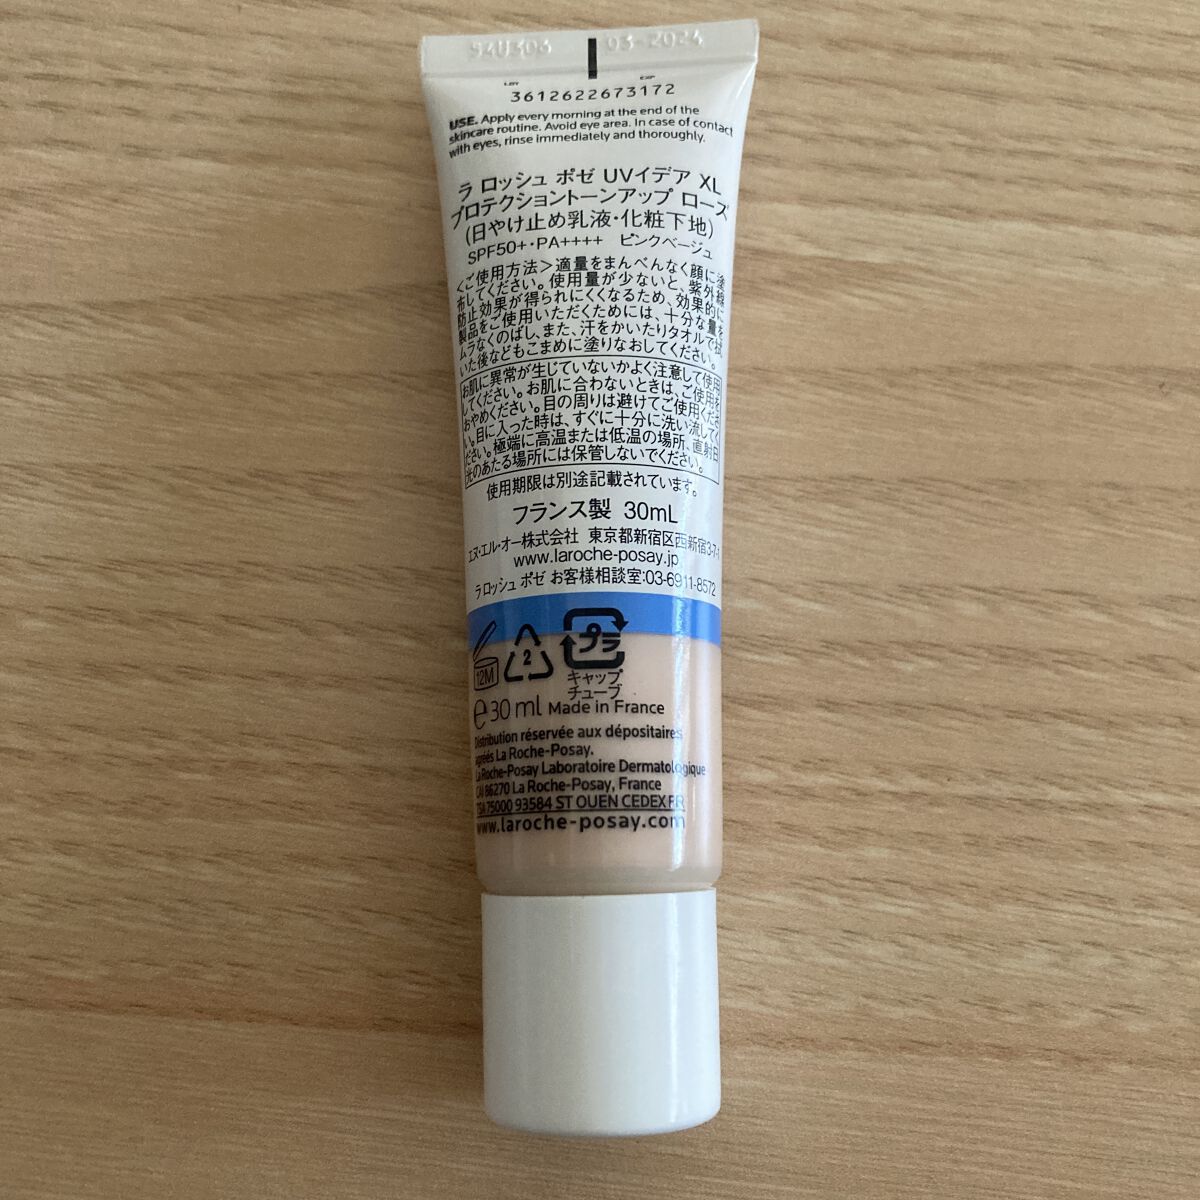 03-2024
LOT
EXP
3612622673172
USE. Apply every morning at the end of the
skincare routine. Avoid eye area. In case of contact
with eyes, rinse immediately and thoroughly.
ラ ロッシュ ポゼ UVイデア XL
プロテクショントーンアップ ローズ
(日やけ止め乳液・化粧下地)
SPF50+・PA++++ ピンクベージュ
<ご使用方法>適量をまんべんなく顔に塗
布してください。使用量が少ないと、紫外線
防止効果が得られにくくなるため、効果的に
製品をご使用いただくためには、十分な量を
ムラなくのばし、また、汗をかいたりタオルで拭
いた後などもこまめに塗りなおしてください。
お肌に異常が生じていないかよく注意して使用
してください。お肌に合わないときは、ご使用を
おやめください。目の周りは避けてご使用くださ
い。目に入った時は、すぐに十分に洗い流してく
ださい。極端に高温または低温の場所、直射日
光のあたる場所には保管しないでください。
使用期限は別途記載されています。
フランス製 30mL
エヌ・エル・オー株式会社 東京都新宿区西新宿3-7-1
www.laroche-posay.jp
ラ ロッシュ ポゼ お客様相談室:03-6911-8572
12M
2
プラ
キャップ
チューブ
e 30 ml Made in France
Distribution réservée aux dépositaires
agréés La Roche-Posay.
La Roche-Posay Laboratoire Dermatologique
CAI 86270 La Roche-Posay, France
TSA 75000 93584 ST OUEN CEDEX FR
www.laroche-posay.com